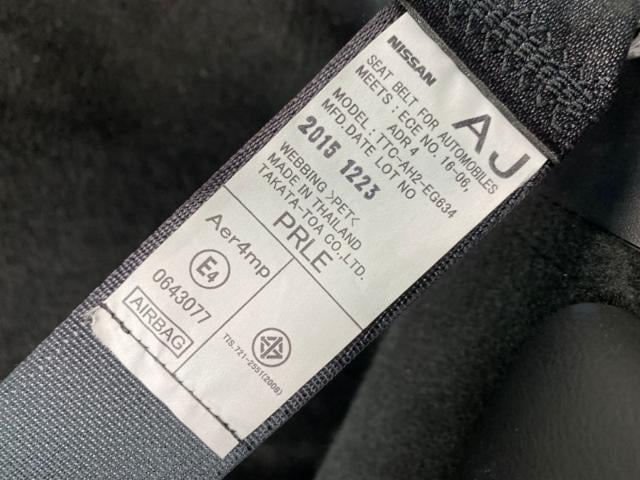 NISSAN
AJ
SEAT BELT FOR AUTOMOBILES
MEETS : ECE NO. 16-06,
ADR 4
MODEL : TTC-AH2-EG634
MFD.DATE LOT NO
2015 1223
WEBBING >PET<
MADE IN THAILAND
TAKATA-TOA CO.,LTD.
PRLE
Aer4mp
E4
0643077
AIRBAG
TIS.721-2551(2008)